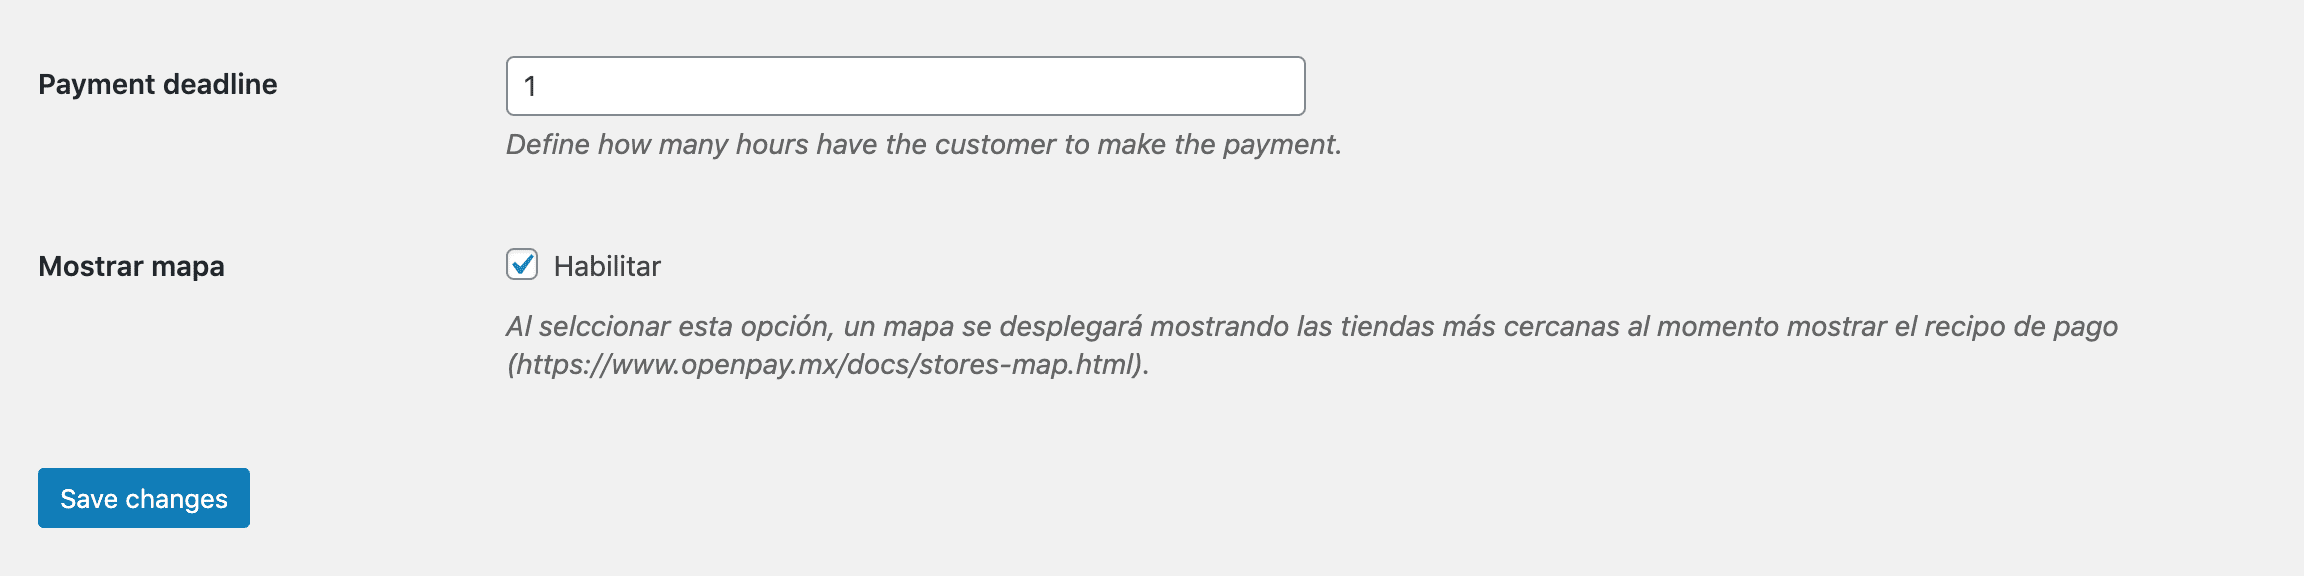 Payment deadline
1
Define how many hours have the customer to make the payment.
Mostrar mapa
Habilitar
Al selccionar esta opción, un mapa se desplegará mostrando las tiendas más cercanas al momento mostrar el recipo de pago
(https://www.openpay.mx/docs/stores-map.html).
Save changes